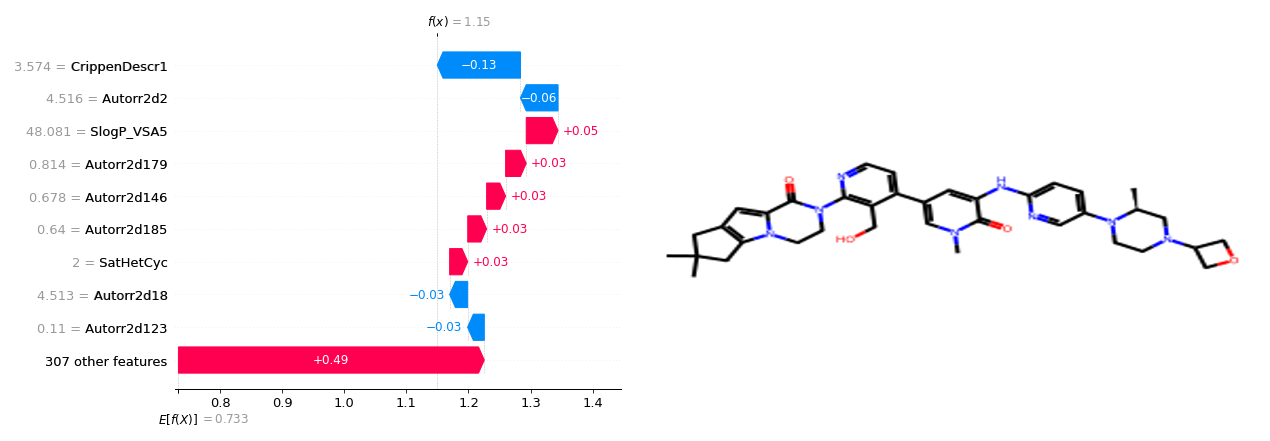 f(x) = 1.15
3.574 = CrippenDescr1
−0.13
4.516 = Autorr2d2
−0.06
48.081 = SlogP_VSA5
+0.05
0.814 = Autorr2d179
+0.03
0.678 = Autorr2d146
+0.03
0.64 = Autorr2d185
+0.03
2 = SatHetCyc
+0.03
4.513 = Autorr2d18
−0.03
0.11 = Autorr2d123
−0.03
307 other features
+0.49
0.8 0.9 1.0 1.1 1.2 1.3 1.4
E[f(X)] = 0.733
O
N
N
N
HO
H
N
O
N
N
N
N
O